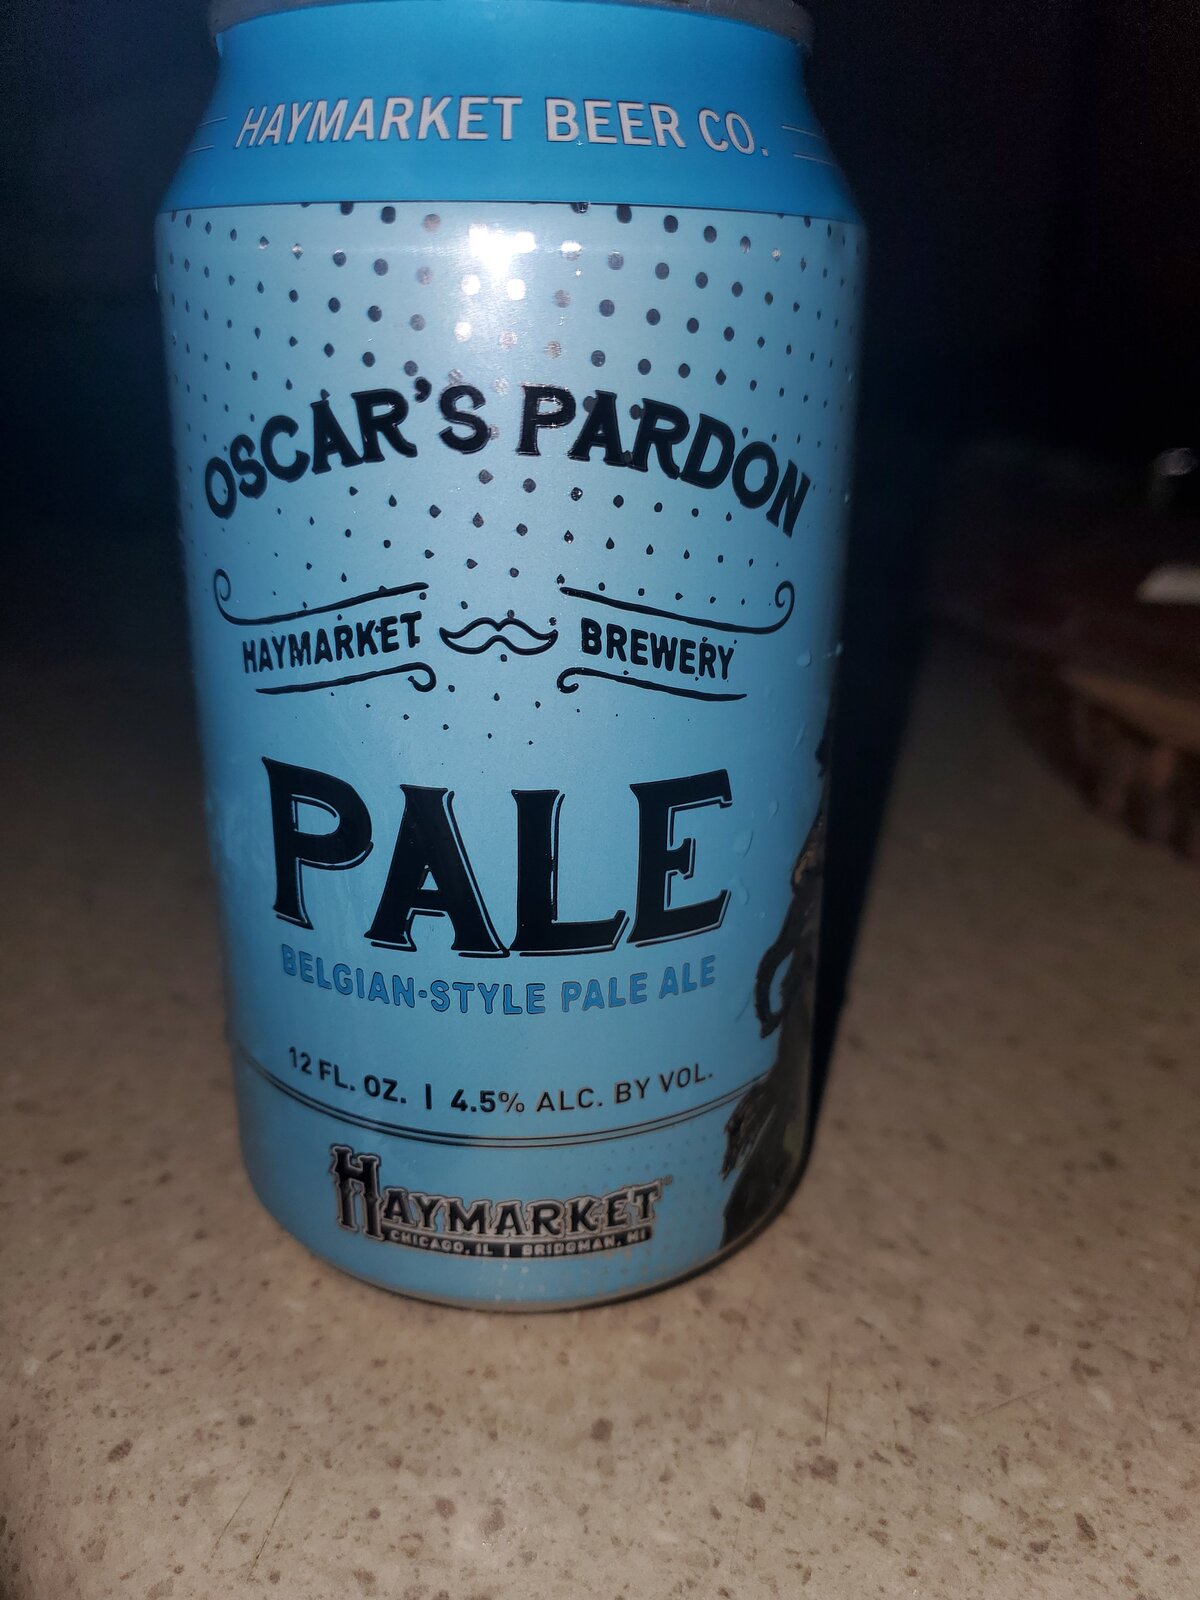 HAYMARKET BEER CO.
OSCAR'S PARDON
HAYMARKET BREWERY
PALE
BELGIAN-STYLE PALE ALE
12 FL. OZ. | 4.5% ALC. BY VOL.
HAYMARKET®
CHICAGO, IL | BRIDGMAN, MI